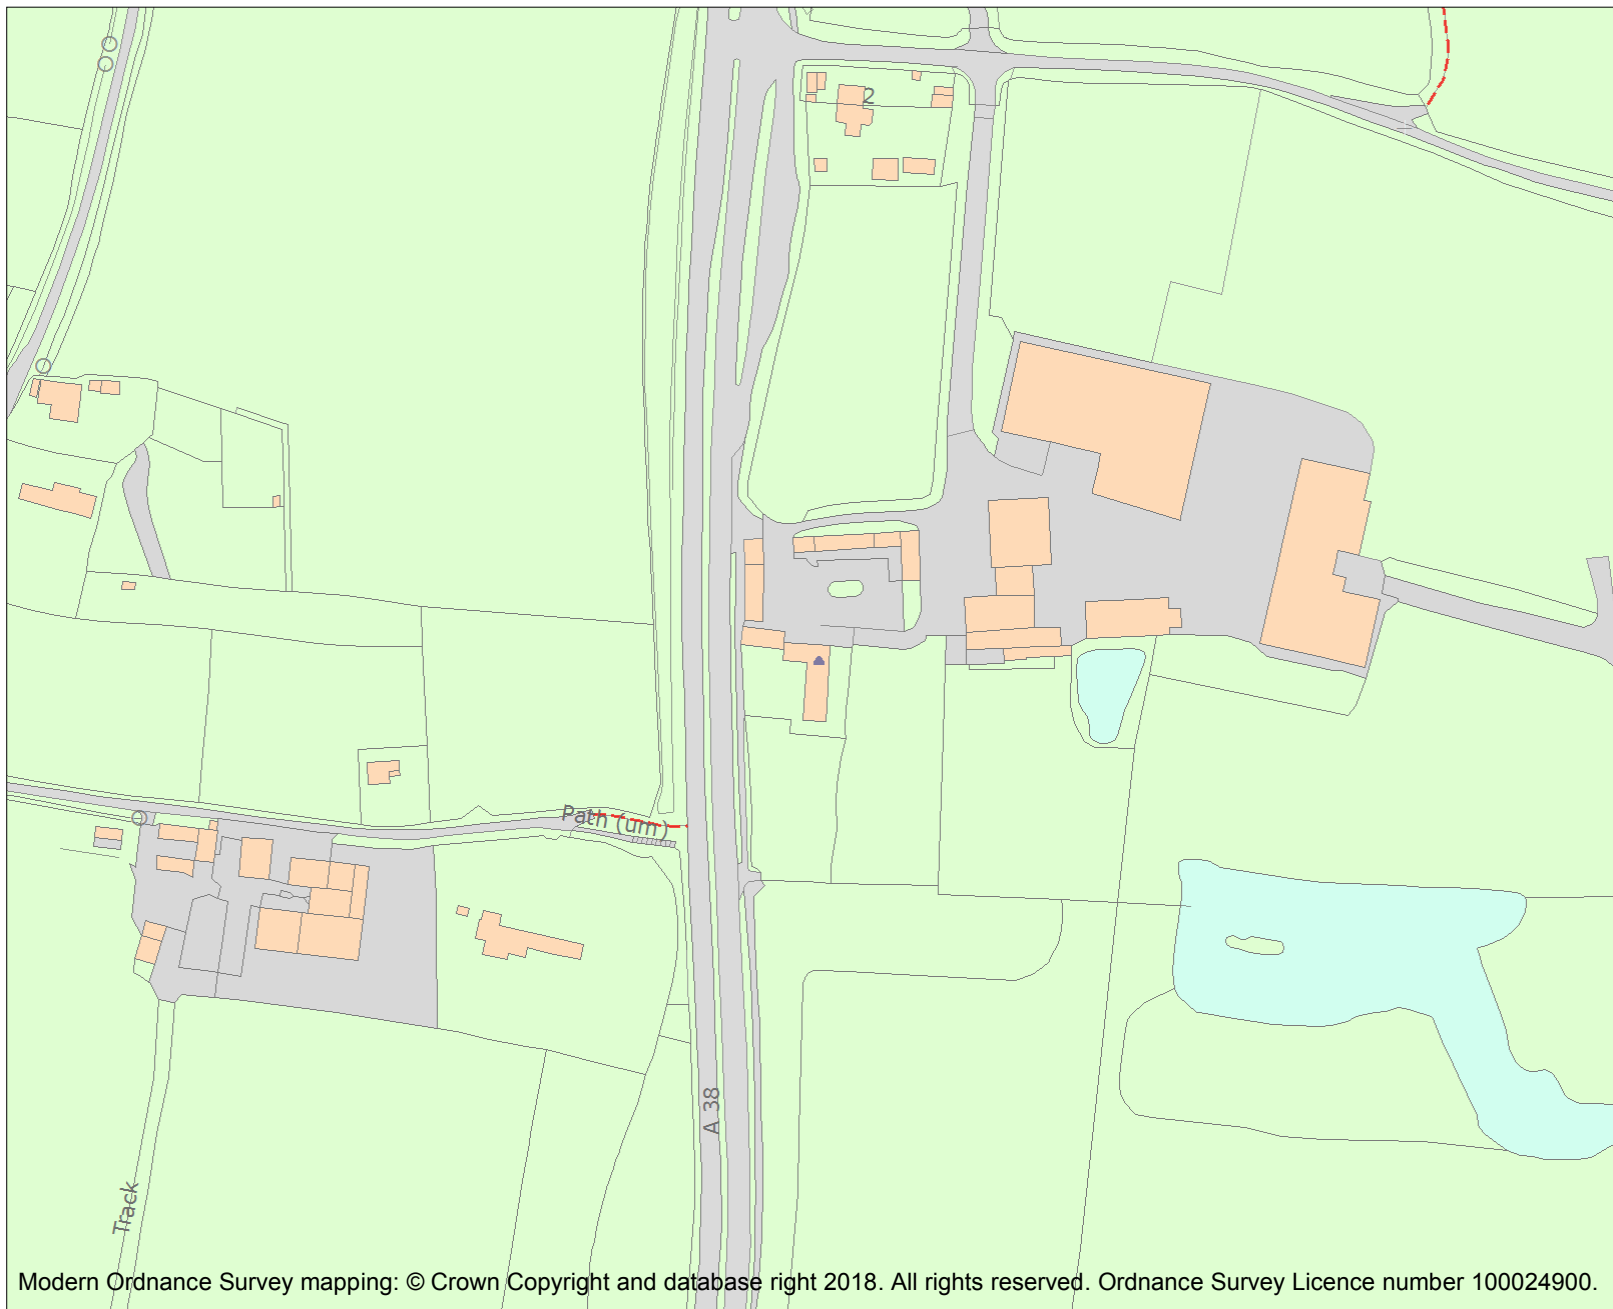 2
Path (um)
A 38
Track
Modern Ordnance Survey mapping: © Crown Copyright and database right 2018. All rights reserved. Ordnance Survey Licence number 100024900.